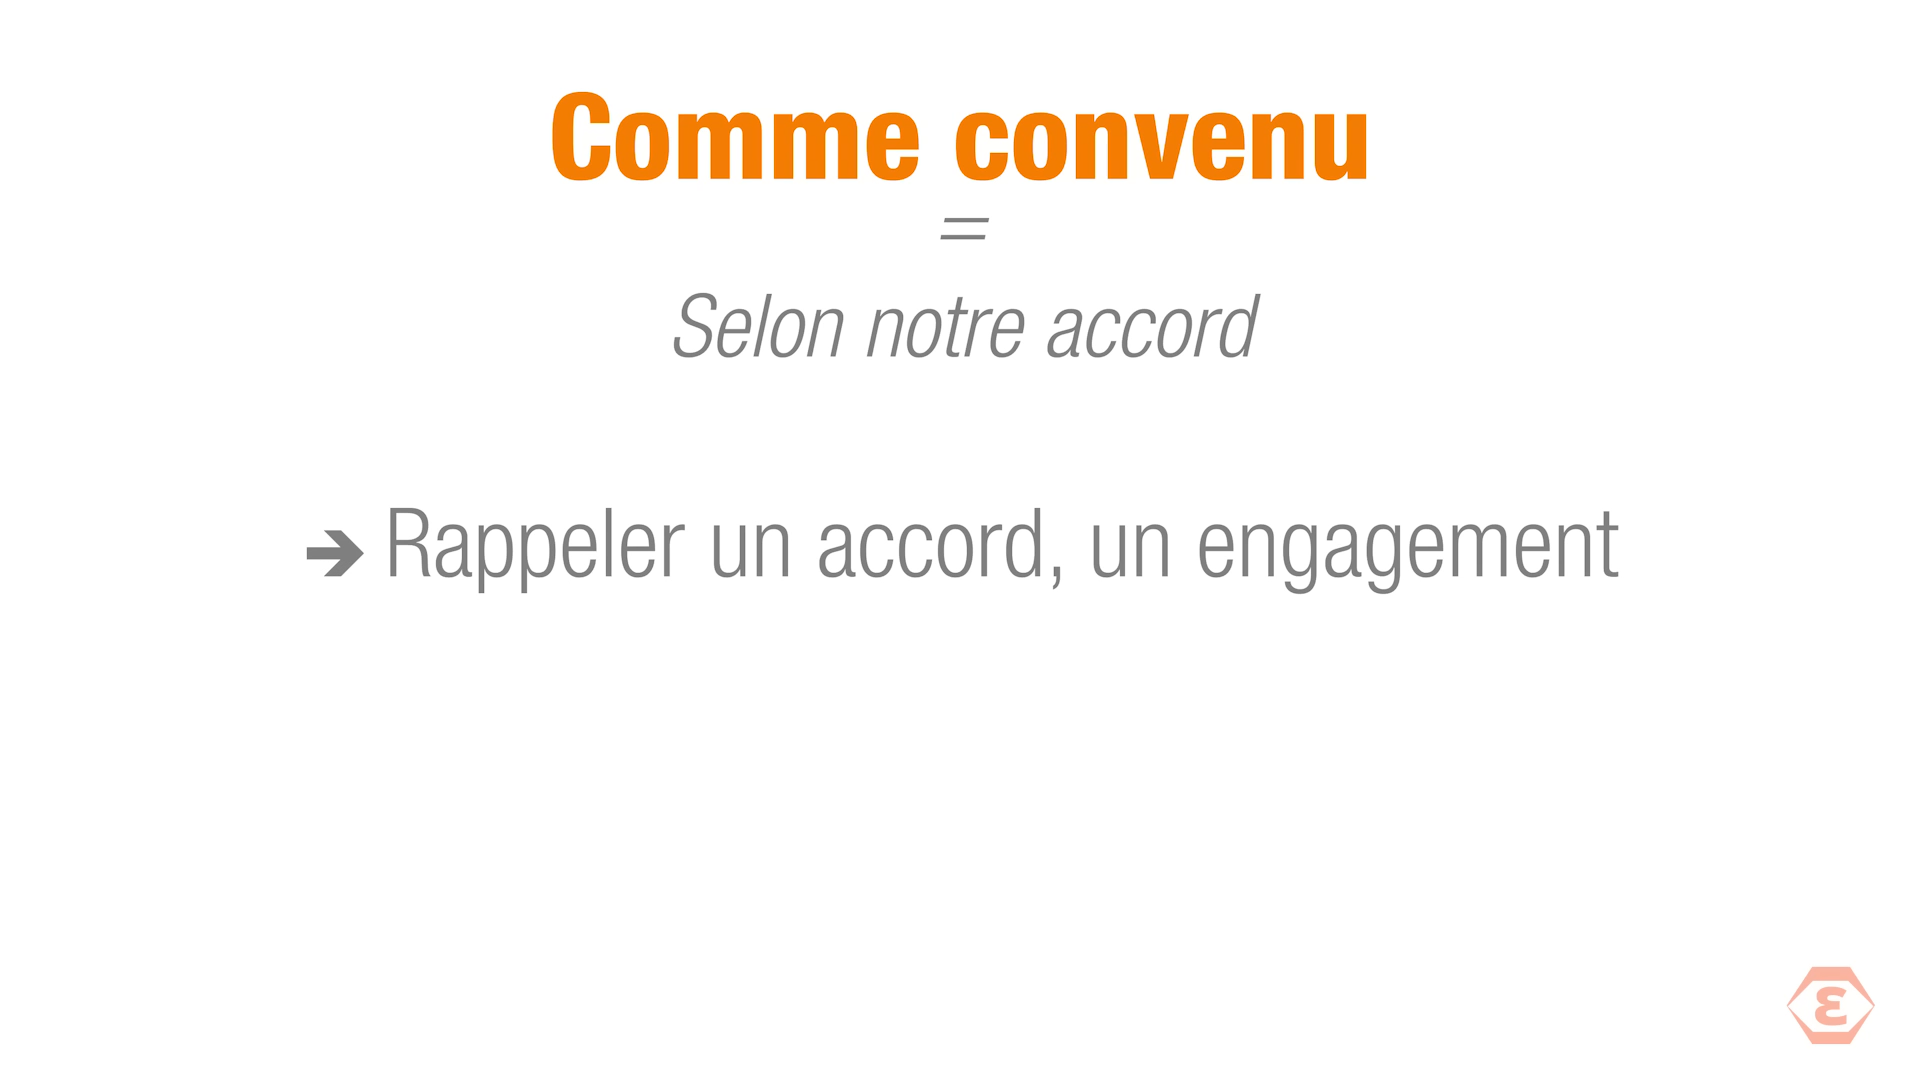 Comme convenu
=
Selon notre accord
➔ Rappeler un accord, un engagement
ε